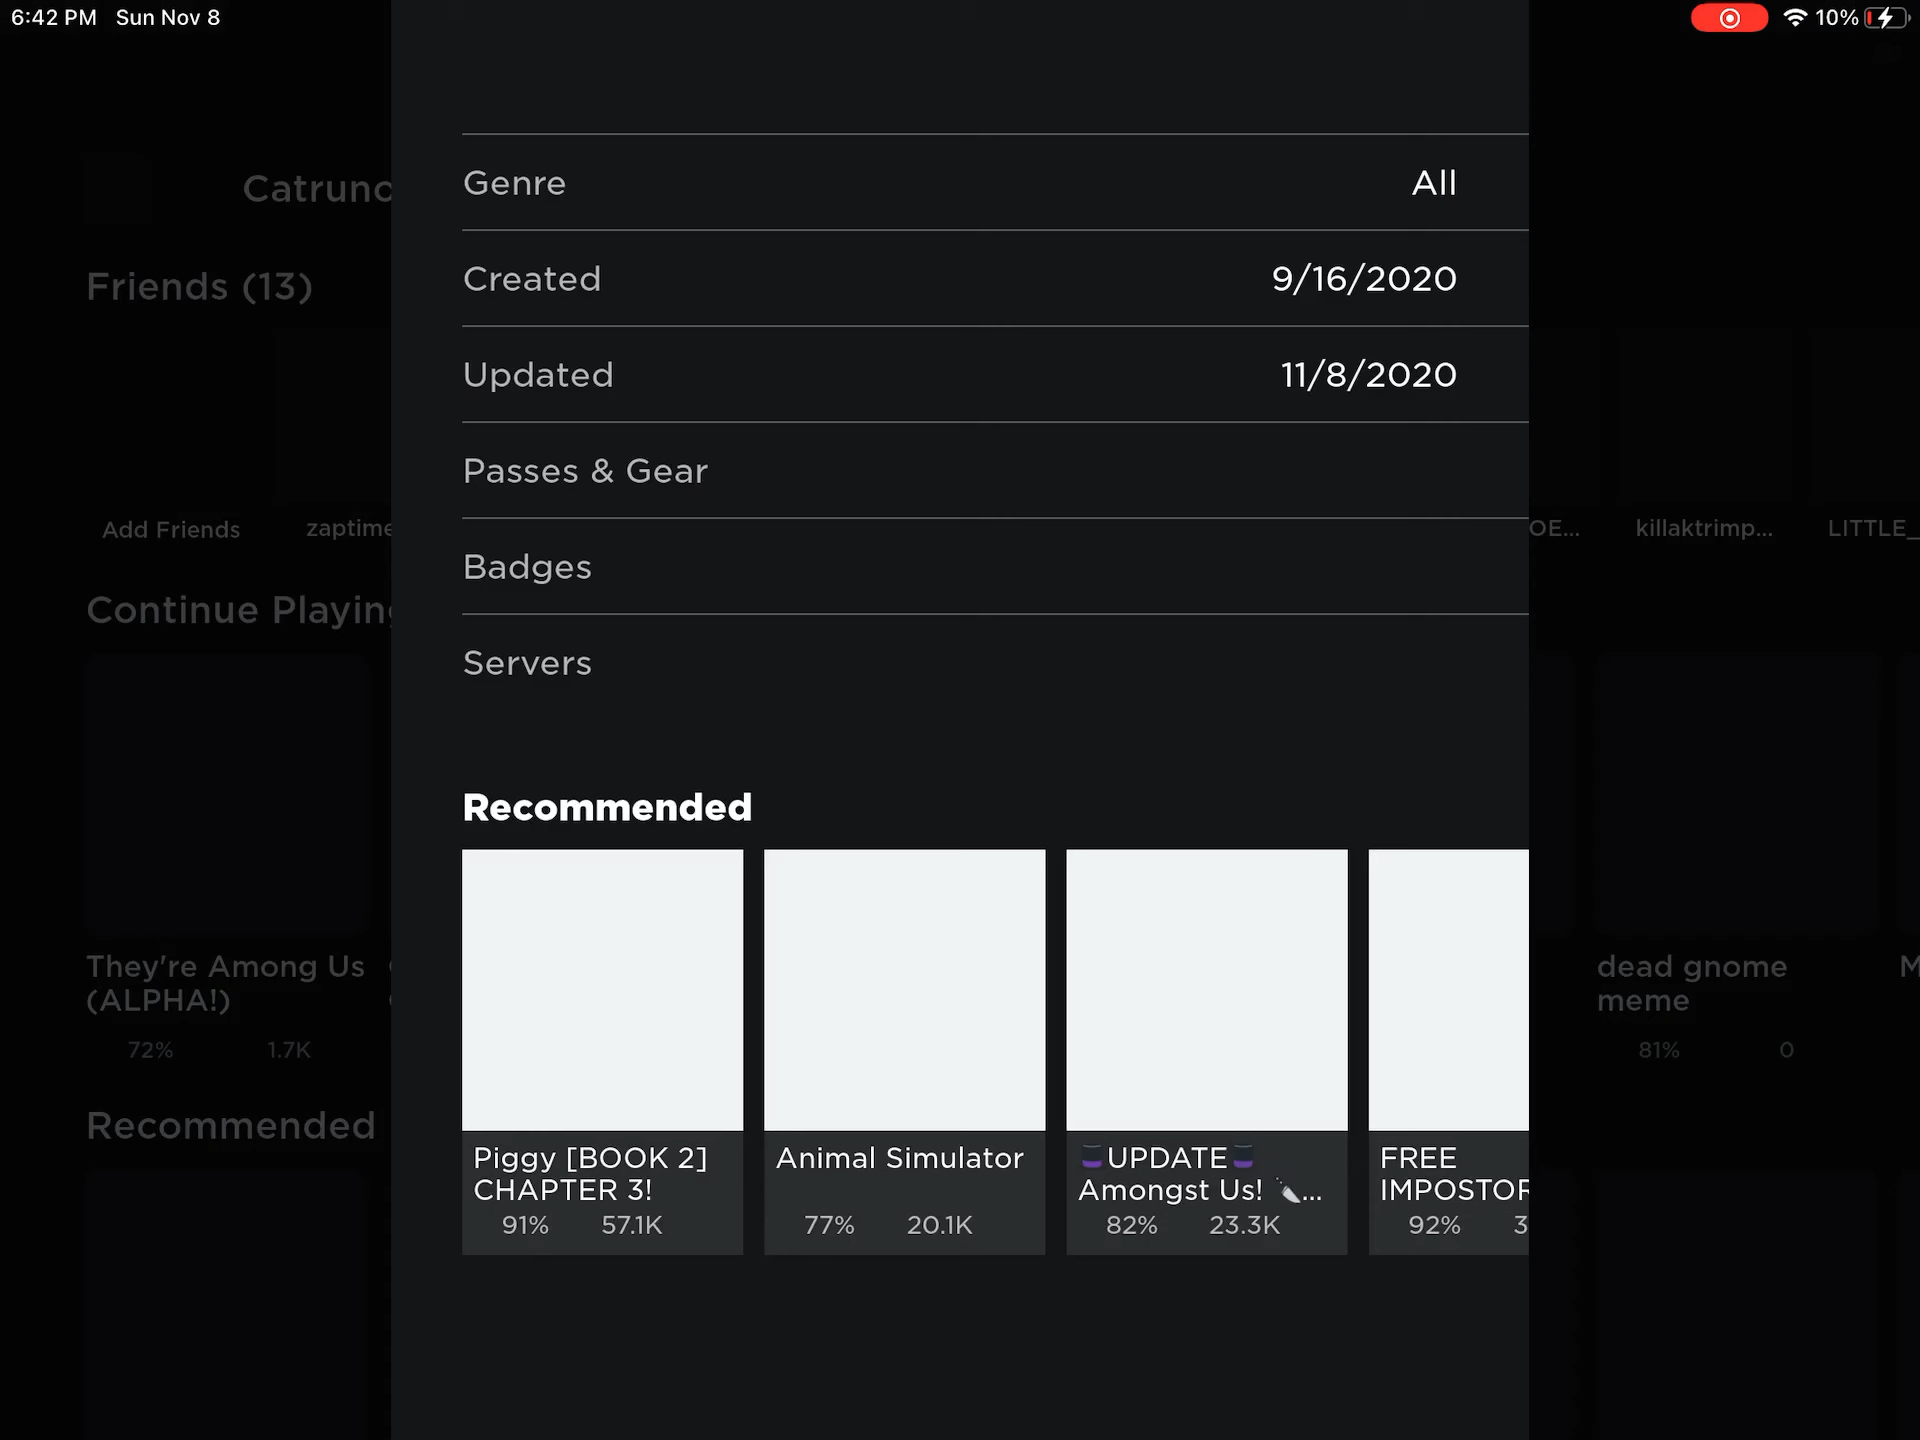 6:42 PM Sun Nov 8
10%
Catrunc
Friends (13)
Add Friends
zaptime
OE...
killaktrimp...
LITTLE_
Continue Playing
They're Among Us
(ALPHA!)
72% 1.7K
dead gnome
meme
81% 0
M
Recommended
Genre All
Created 9/16/2020
Updated 11/8/2020
Passes & Gear
Badges
Servers
Recommended
Piggy [BOOK 2]
CHAPTER 3!
91% 57.1K
Animal Simulator
77% 20.1K
UPDATE
Amongst Us! 🔪...
82% 23.3K
FREE
IMPOSTOR
92% 3